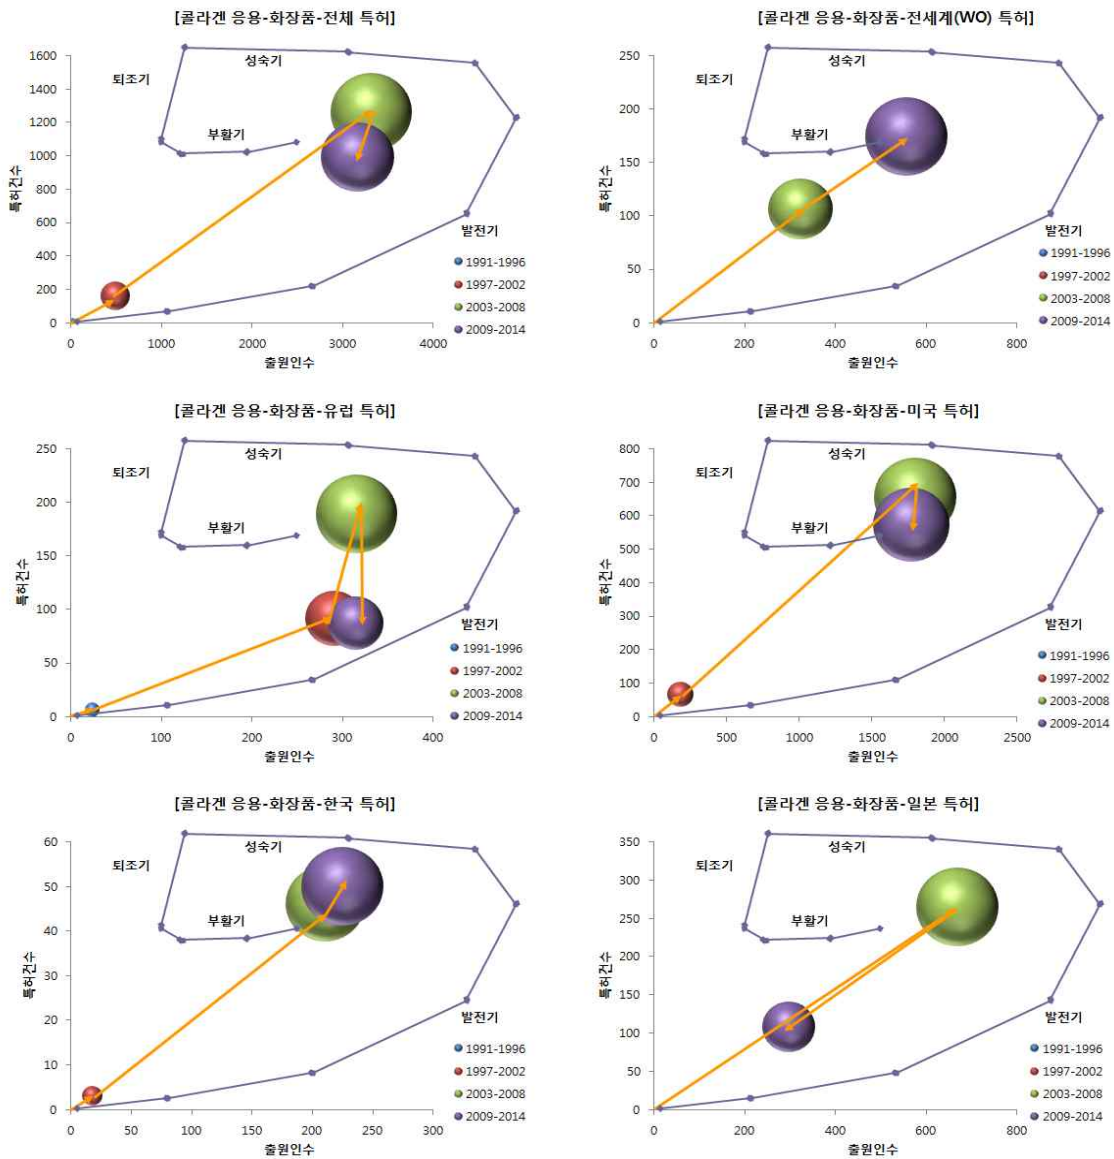 [콜라겐 응용-화장품-전체 특허]
특허건수
1600
1400
1200
1000
800
600
400
200
0
퇴조기
성숙기
부활기
발전기
1991-1996
1997-2002
2003-2008
2009-2014
0 1000 2000 3000 4000
출원인수
[콜라겐 응용-화장품-전세계(WO) 특허]
특허건수
250
200
150
100
50
0
퇴조기
성숙기
부활기
발전기
1991-1996
1997-2002
2003-2008
2009-2014
0 200 400 600 800
출원인수
[콜라겐 응용-화장품-유럽 특허]
특허건수
250
200
150
100
50
0
퇴조기
성숙기
부활기
발전기
1991-1996
1997-2002
2003-2008
2009-2014
0 100 200 300 400
출원인수
[콜라겐 응용-화장품-미국 특허]
특허건수
800
700
600
500
400
300
200
100
0
퇴조기
성숙기
부활기
발전기
1991-1996
1997-2002
2003-2008
2009-2014
0 500 1000 1500 2000 2500
출원인수
[콜라겐 응용-화장품-한국 특허]
특허건수
60
50
40
30
20
10
0
퇴조기
성숙기
부활기
발전기
1991-1996
1997-2002
2003-2008
2009-2014
0 50 100 150 200 250 300
출원인수
[콜라겐 응용-화장품-일본 특허]
특허건수
350
300
250
200
150
100
50
0
퇴조기
성숙기
부활기
발전기
1991-1996
1997-2002
2003-2008
2009-2014
0 200 400 600 800
출원인수